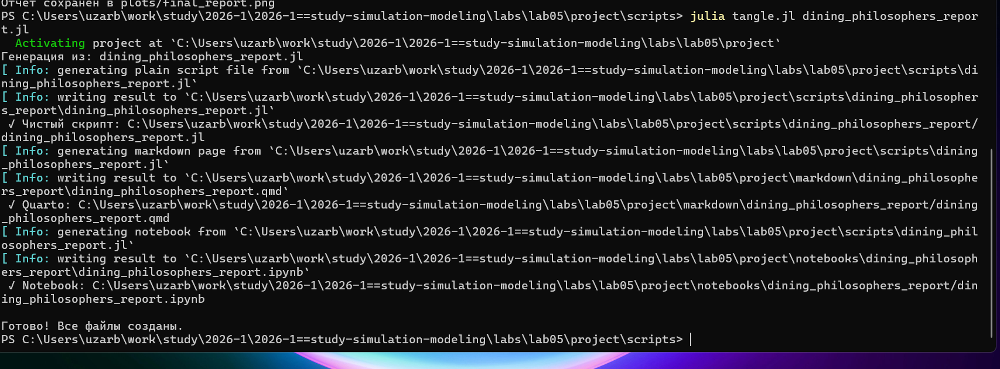 Отчет сохранен в plots/final_report.png
PS C:\Users\uzarb\work\study\2026-1\2026-1==study-simulation-modeling\labs\lab05\project\scripts> julia tangle.jl dining_philosophers_repor
t.jl
  Activating project at `C:\Users\uzarb\work\study\2026-1\2026-1==study-simulation-modeling\labs\lab05\project`
Генерация из: dining_philosophers_report.jl
[ Info: generating plain script file from `C:\Users\uzarb\work\study\2026-1\2026-1==study-simulation-modeling\labs\lab05\project\scripts\di
ning_philosophers_report.jl`
[ Info: writing result to `C:\Users\uzarb\work\study\2026-1\2026-1==study-simulation-modeling\labs\lab05\project\scripts\dining_philosopher
s_report\dining_philosophers_report.jl`
 √ Чистый скрипт: C:\Users\uzarb\work\study\2026-1\2026-1==study-simulation-modeling\labs\lab05\project\scripts\dining_philosophers_report/
dining_philosophers_report.jl
[ Info: generating markdown page from `C:\Users\uzarb\work\study\2026-1\2026-1==study-simulation-modeling\labs\lab05\project\scripts\dining
_philosophers_report.jl`
[ Info: writing result to `C:\Users\uzarb\work\study\2026-1\2026-1==study-simulation-modeling\labs\lab05\project\markdown\dining_philosophe
rs_report\dining_philosophers_report.qmd`
 √ Quarto: C:\Users\uzarb\work\study\2026-1\2026-1==study-simulation-modeling\labs\lab05\project\markdown\dining_philosophers_report/dining
_philosophers_report.qmd
[ Info: generating notebook from `C:\Users\uzarb\work\study\2026-1\2026-1==study-simulation-modeling\labs\lab05\project\scripts\dining_phil
osophers_report.jl`
[ Info: writing result to `C:\Users\uzarb\work\study\2026-1\2026-1==study-simulation-modeling\labs\lab05\project\notebooks\dining_philosoph
ers_report\dining_philosophers_report.ipynb`
 √ Notebook: C:\Users\uzarb\work\study\2026-1\2026-1==study-simulation-modeling\labs\lab05\project\notebooks\dining_philosophers_report/din
ing_philosophers_report.ipynb
Готово! Все файлы созданы.
PS C:\Users\uzarb\work\study\2026-1\2026-1==study-simulation-modeling\labs\lab05\project\scripts>